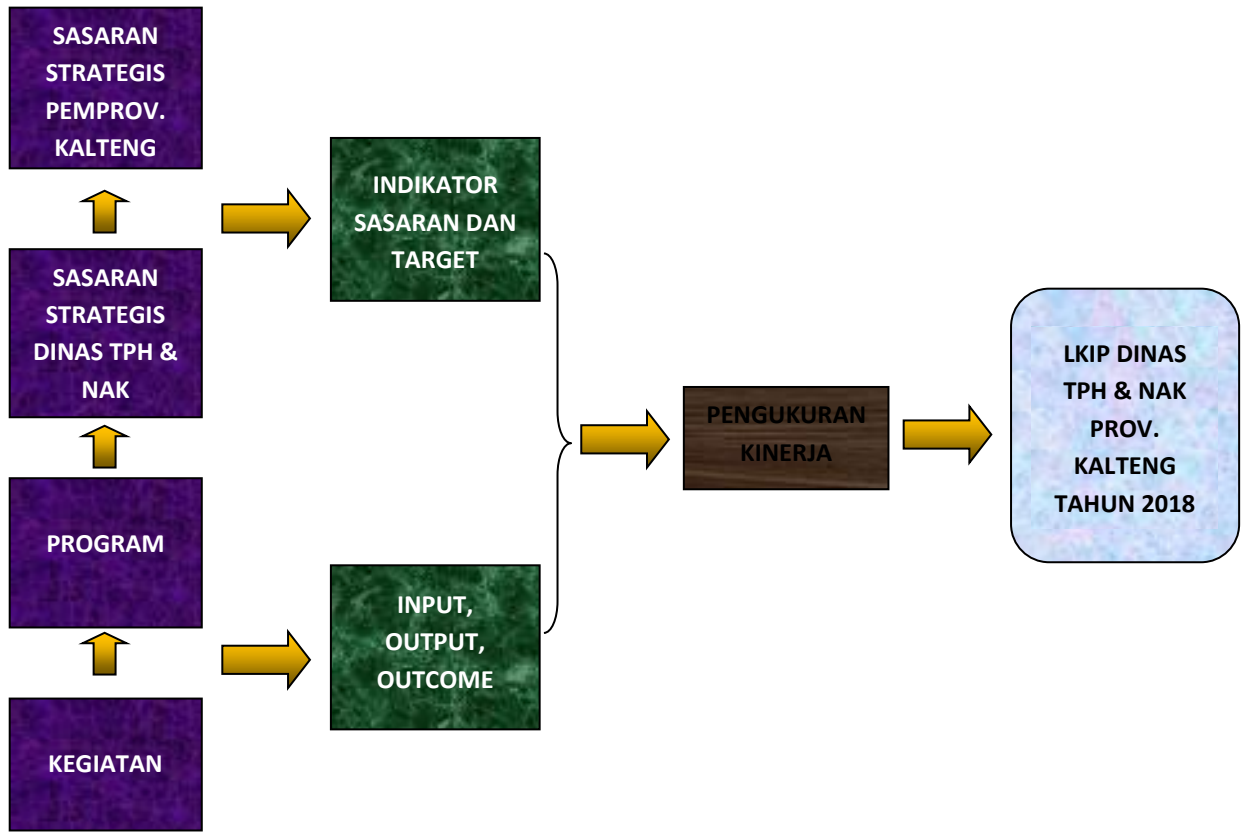 SASARAN
STRATEGIS
PEMPROV.
KALTENG
SASARAN
STRATEGIS
DINAS TPH &
NAK
PROGRAM
KEGIATAN
INDIKATOR
SASARAN DAN
TARGET
INPUT,
OUTPUT,
OUTCOME
PENGUKURAN
KINERJA
LKIP DINAS
TPH & NAK
PROV.
KALTENG
TAHUN 2018